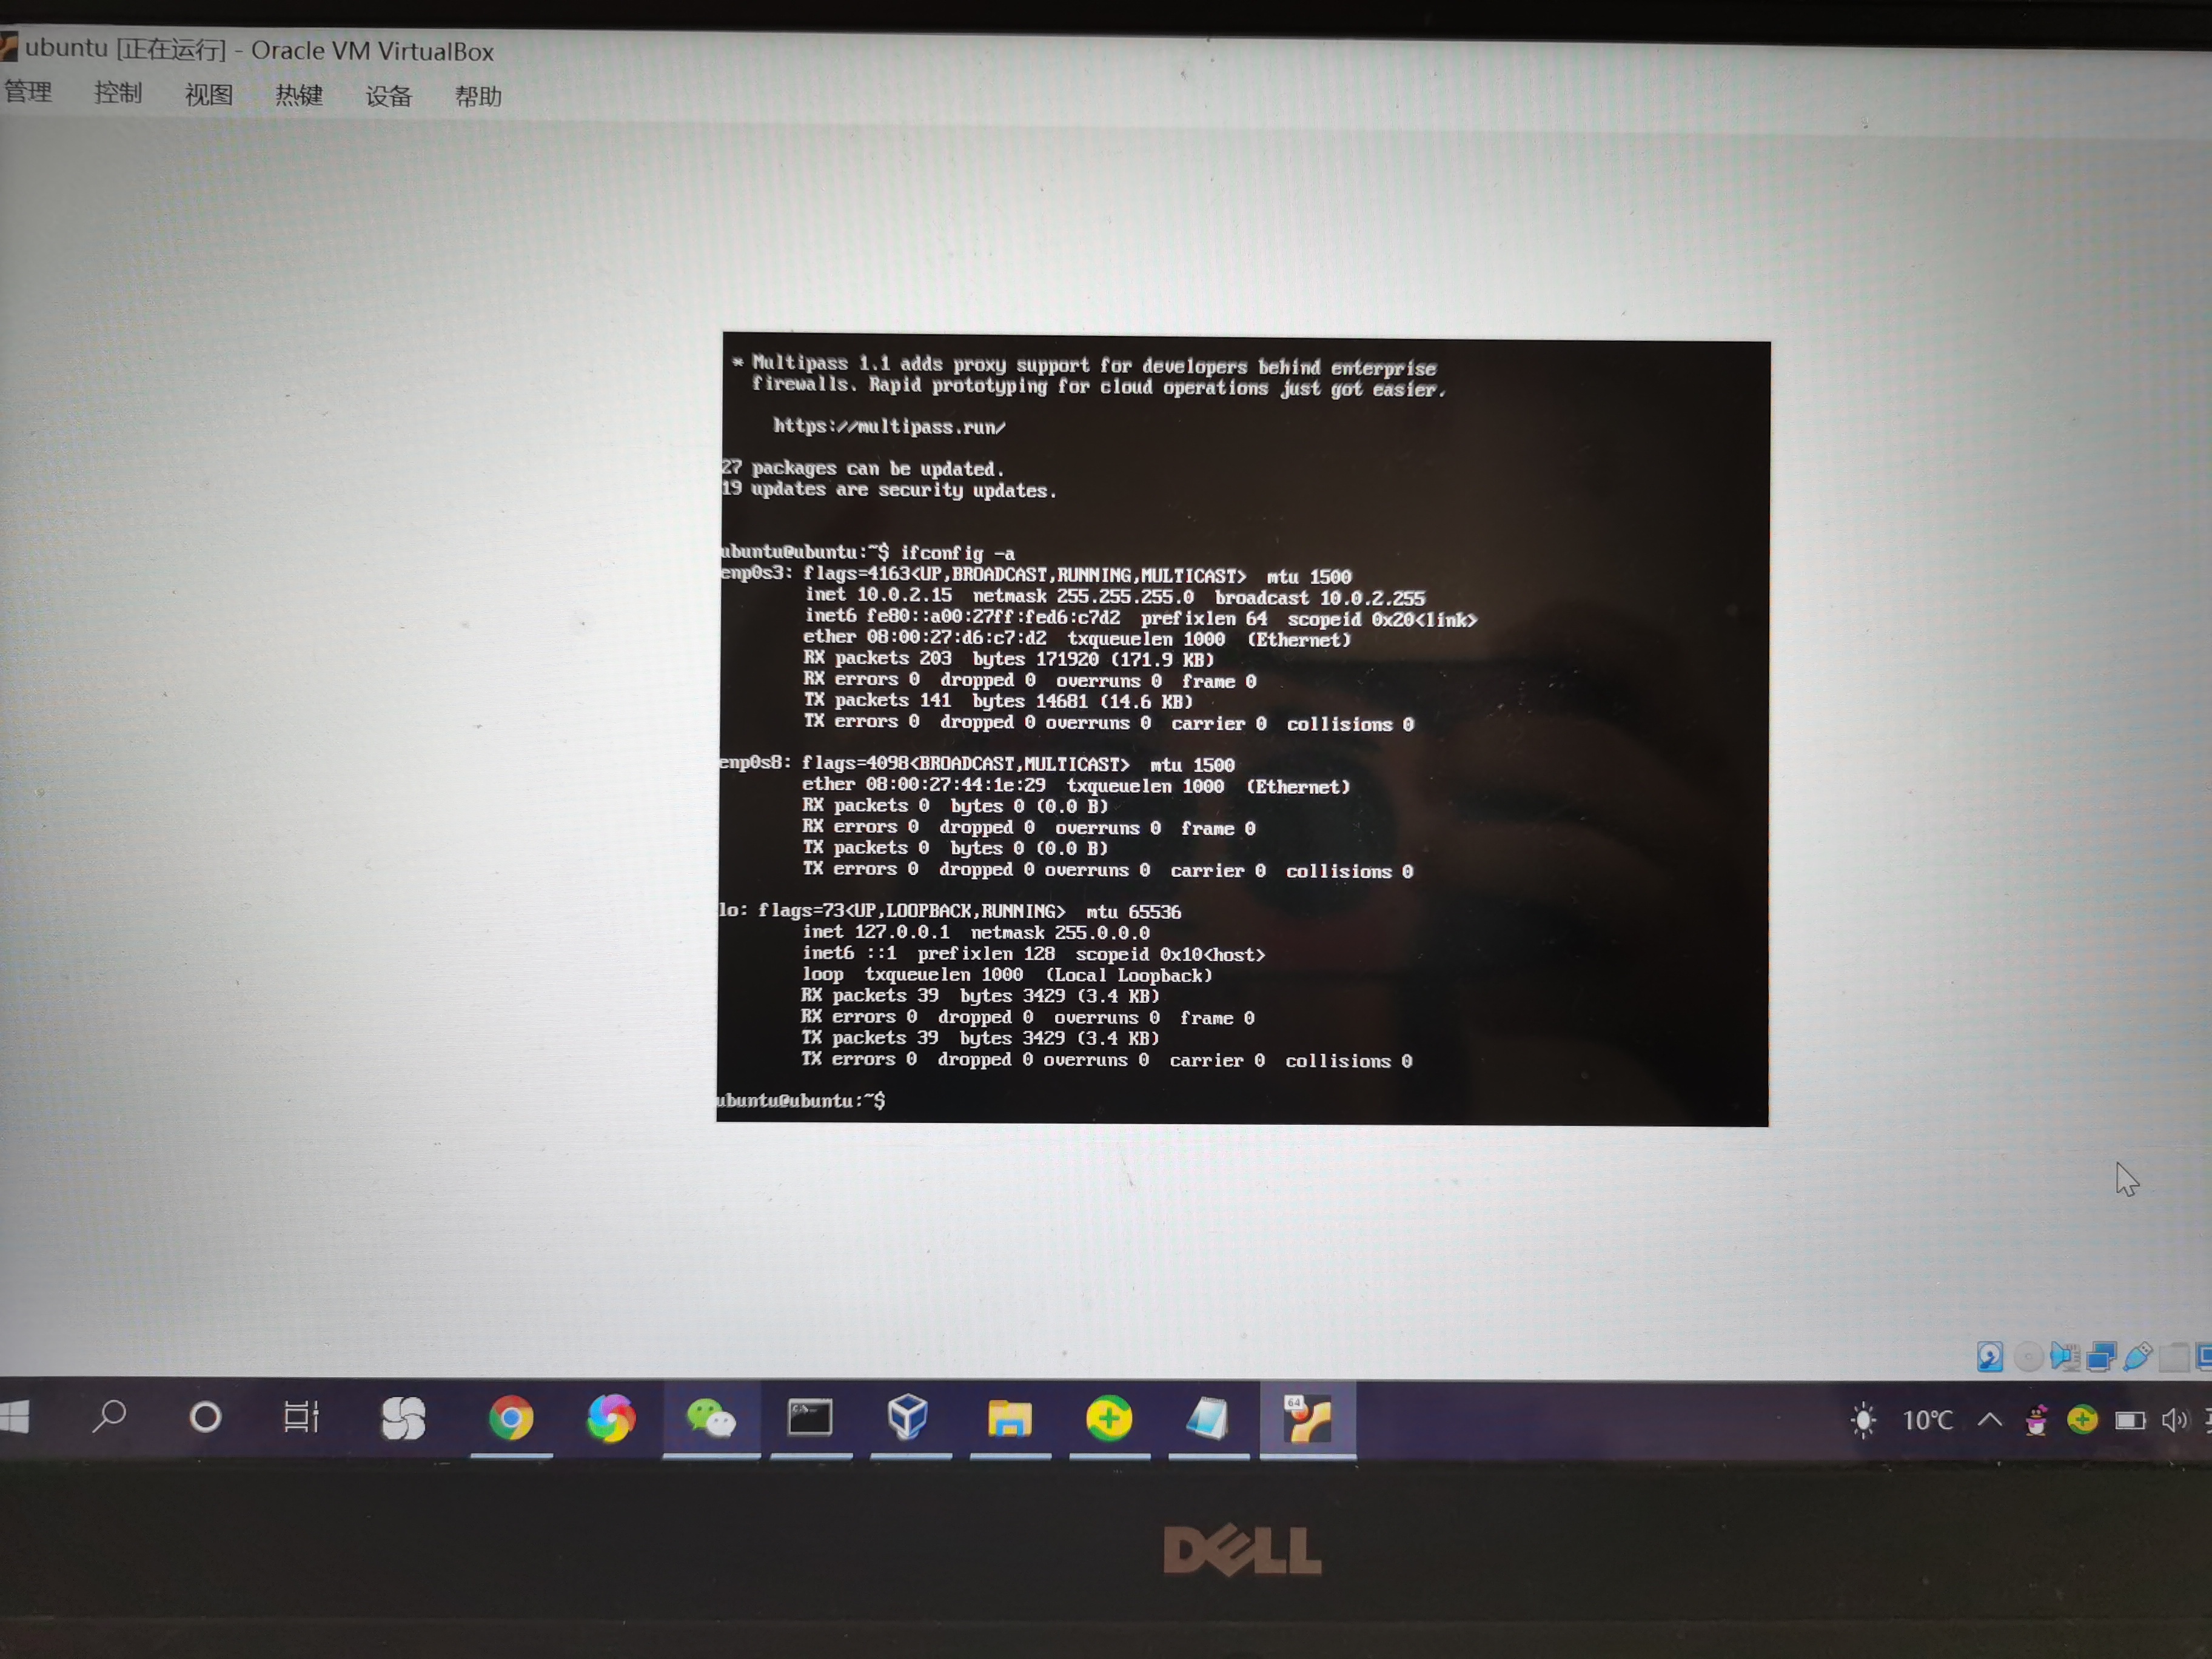 ubuntu [正在运行] - Oracle VM VirtualBox
管理 控制 视图 热键 设备 帮助
* Multipass 1.1 adds proxy support for developers behind enterprise
firewalls. Rapid prototyping for cloud operations just got easier.
https://multipass.run/
27 packages can be updated.
19 updates are security updates.
ubuntu@ubuntu:~$ ifconfig -a
enp0s3: flags=4163<UP,BROADCAST,RUNNING,MULTICAST> mtu 1500
inet 10.0.2.15 netmask 255.255.255.0 broadcast 10.0.2.255
inet6 fe80::a00:27ff:fed6:c7d2 prefixlen 64 scopeid 0x20<link>
ether 08:00:27:d6:c7:d2 txqueuelen 1000 (Ethernet)
RX packets 203 bytes 171920 (171.9 KB)
RX errors 0 dropped 0 overruns 0 frame 0
TX packets 141 bytes 14681 (14.6 KB)
TX errors 0 dropped 0 overruns 0 carrier 0 collisions 0
enp0s8: flags=4098<BROADCAST,MULTICAST> mtu 1500
ether 08:00:27:44:1e:29 txqueuelen 1000 (Ethernet)
RX packets 0 bytes 0 (0.0 B)
RX errors 0 dropped 0 overruns 0 frame 0
TX packets 0 bytes 0 (0.0 B)
TX errors 0 dropped 0 overruns 0 carrier 0 collisions 0
lo: flags=73<UP,LOOPBACK,RUNNING> mtu 65536
inet 127.0.0.1 netmask 255.0.0.0
inet6 ::1 prefixlen 128 scopeid 0x10<host>
loop txqueuelen 1000 (Local Loopback)
RX packets 39 bytes 3429 (3.4 KB)
RX errors 0 dropped 0 overruns 0 frame 0
TX packets 39 bytes 3429 (3.4 KB)
TX errors 0 dropped 0 overruns 0 carrier 0 collisions 0
ubuntu@ubuntu:~$
64
10℃
DELL